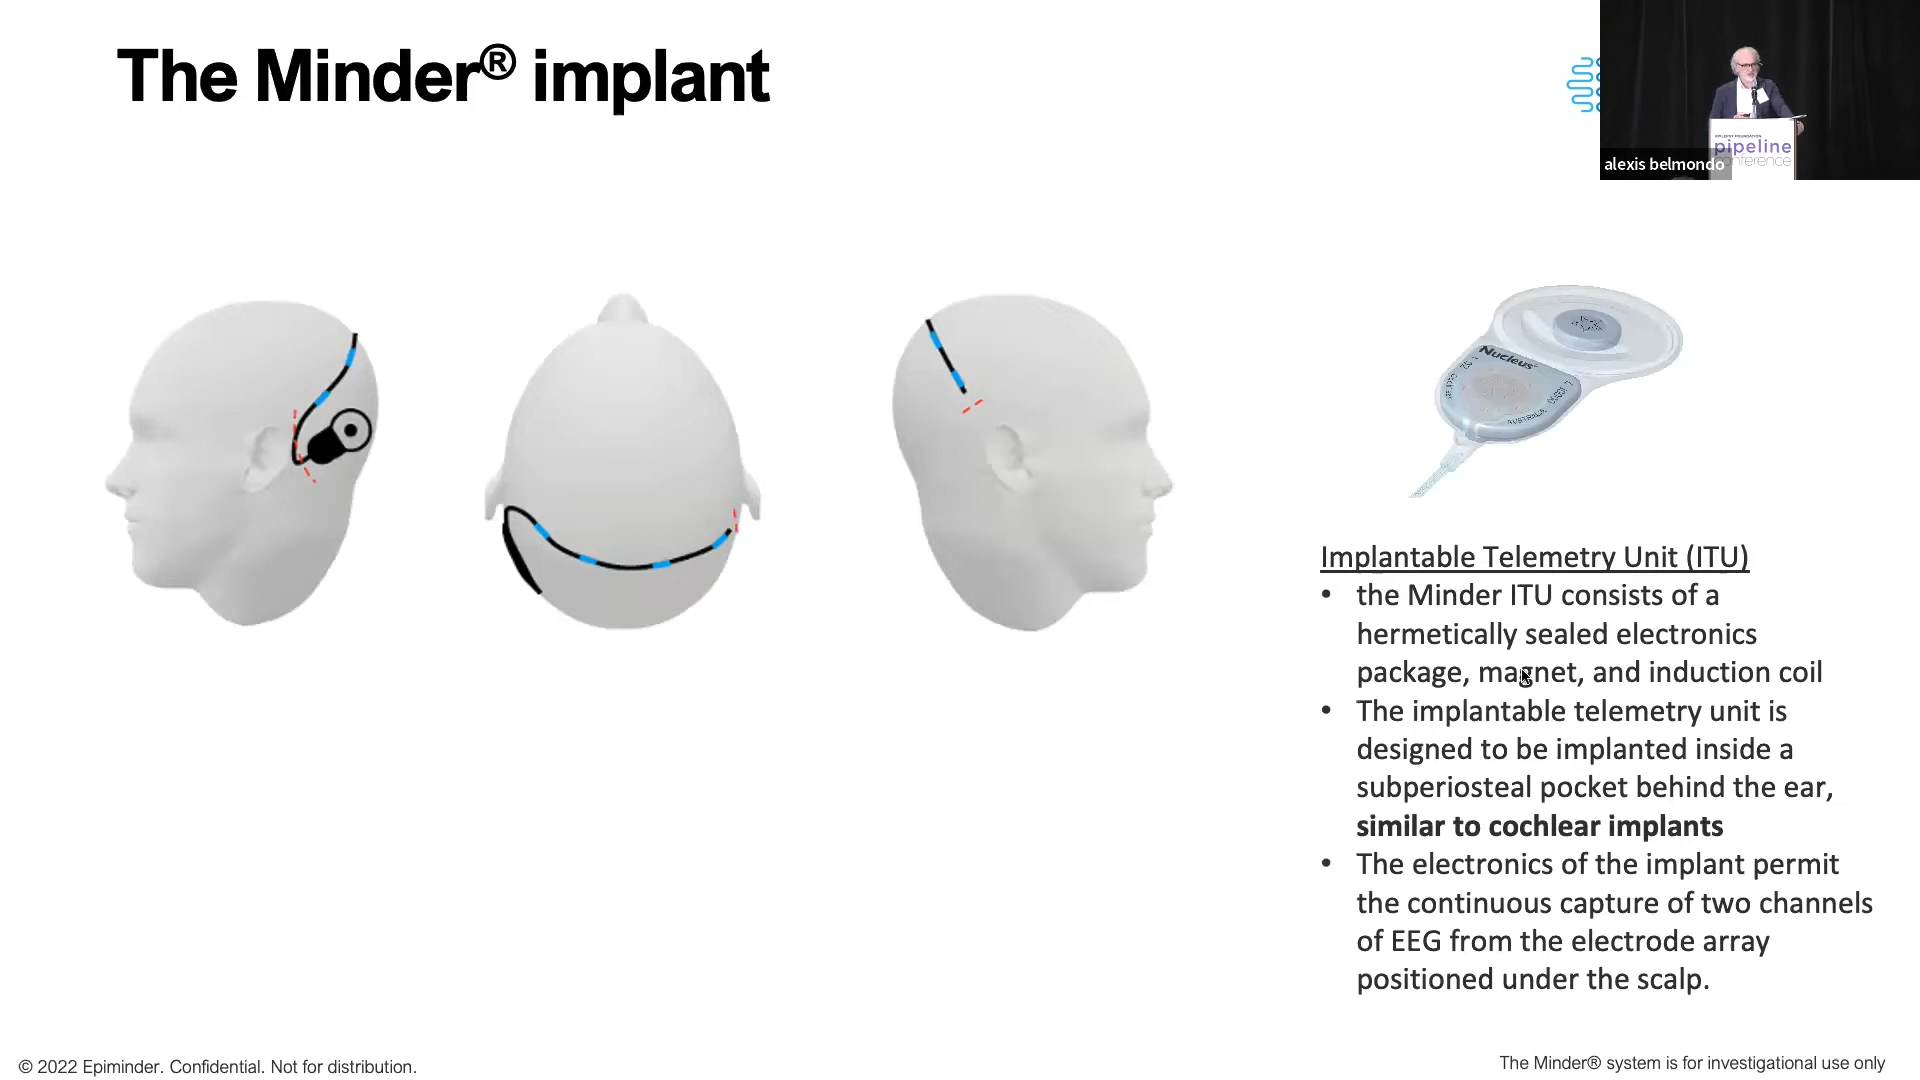 The Minder® implant
EPILEPSY FOUNDATION
pipeline
conference
alexis belmondo
Nucleus
AUSTRALIA
Implantable Telemetry Unit (ITU)
• the Minder ITU consists of a
hermetically sealed electronics
package, magnet, and induction coil
• The implantable telemetry unit is
designed to be implanted inside a
subperiosteal pocket behind the ear,
similar to cochlear implants
• The electronics of the implant permit
the continuous capture of two channels
of EEG from the electrode array
positioned under the scalp.
© 2022 Epiminder. Confidential. Not for distribution.
The Minder® system is for investigational use only